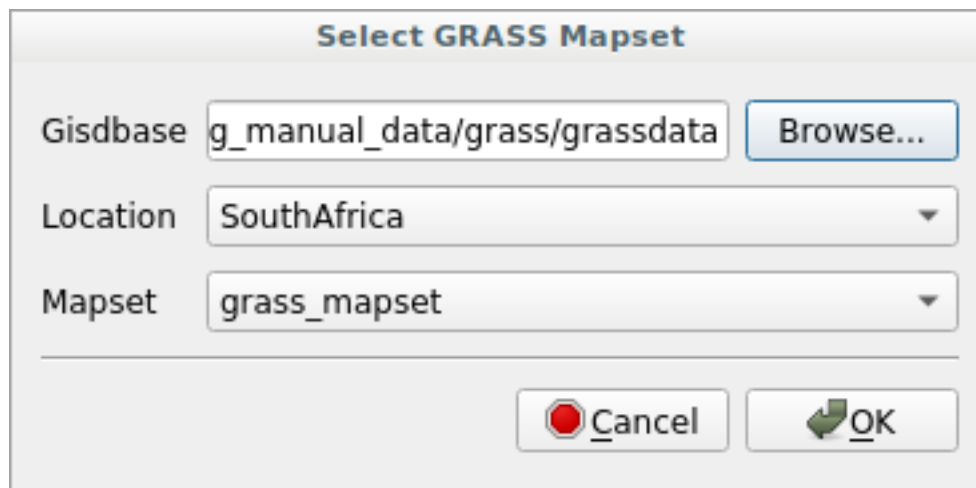 Select GRASS Mapset
Gisdbase g_manual_data/grass/grassdata Browse...
Location SouthAfrica
Mapset grass_mapset
Cancel OK